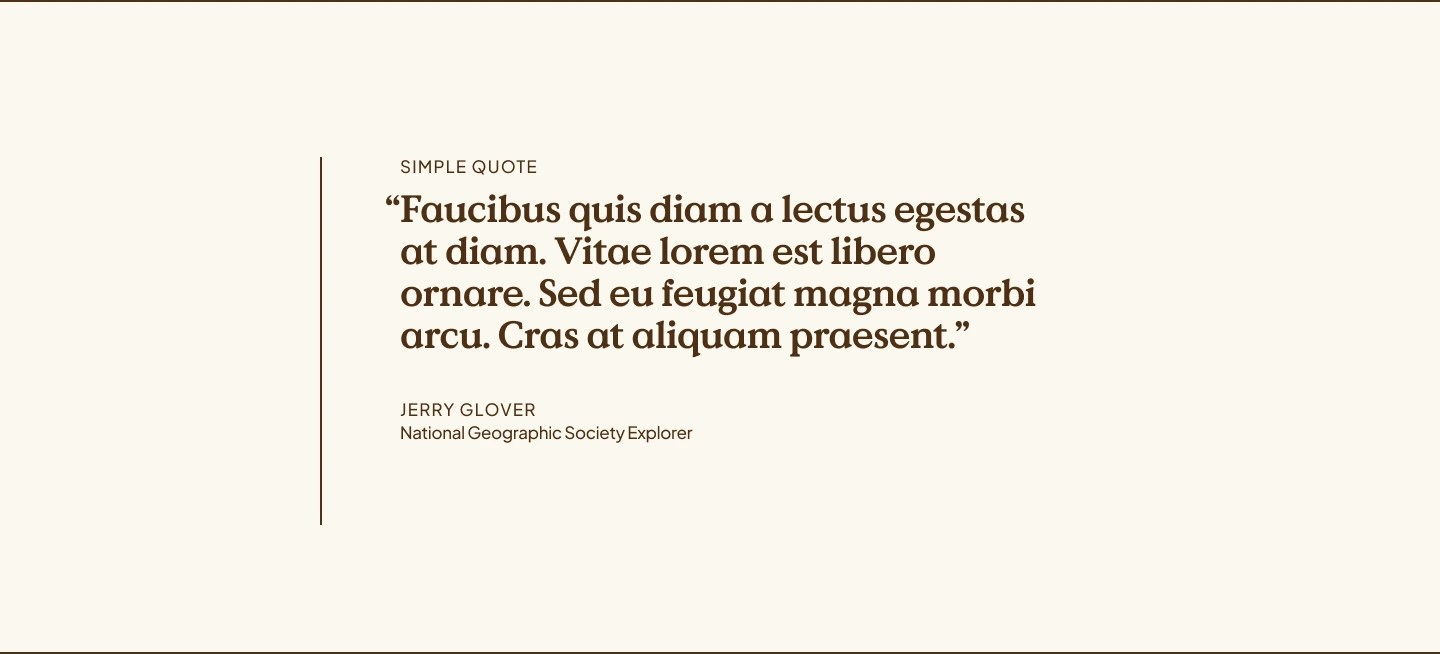 SIMPLE QUOTE
“Faucibus quis diam a lectus egestas
at diam. Vitae lorem est libero
ornare. Sed eu feugiat magna morbi
arcu. Cras at aliquam praesent.”
JERRY GLOVER
National Geographic Society Explorer